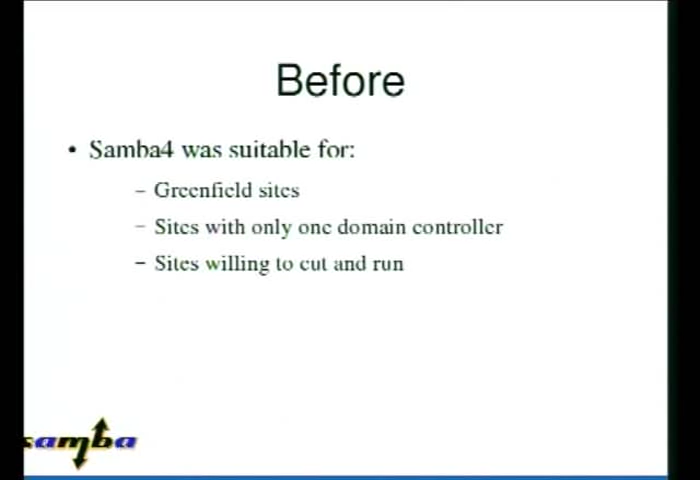 Before
• Samba4 was suitable for:
– Greenfield sites
– Sites with only one domain controller
– Sites willing to cut and run
samba